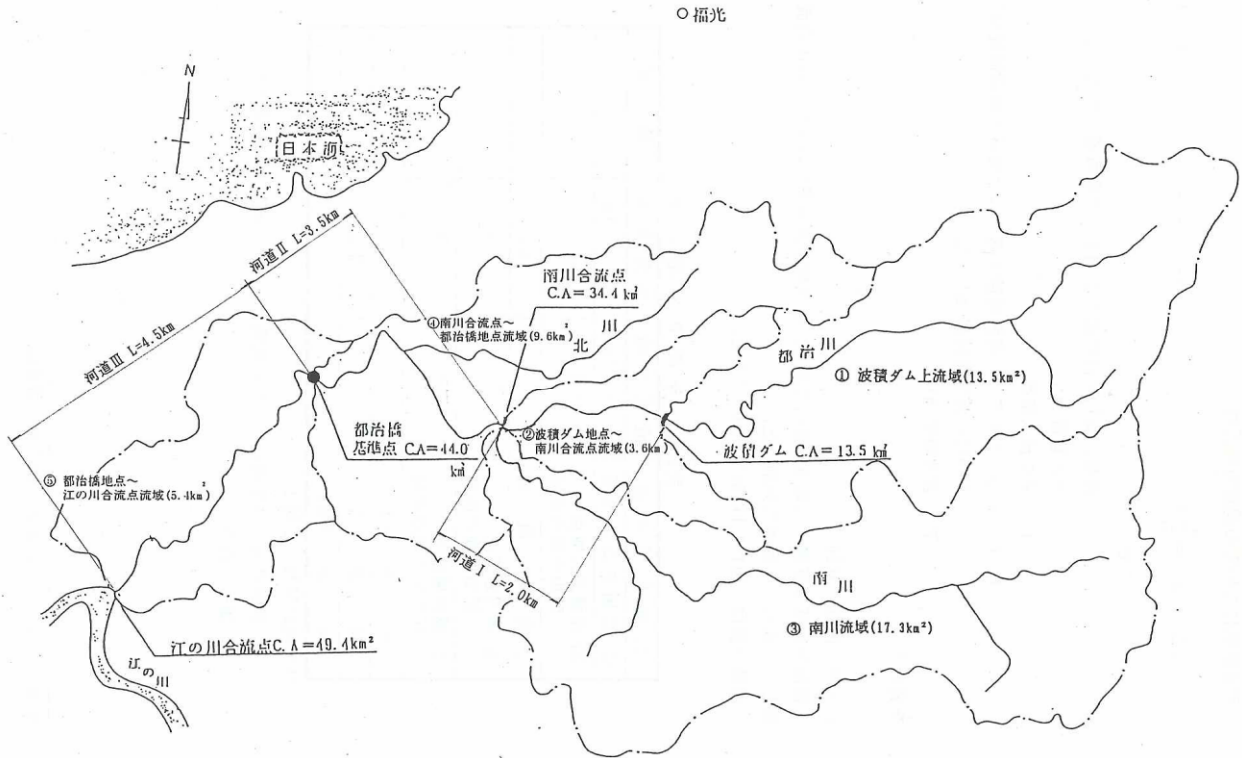 ○福光
N
日本海
河道Ⅱ L=3.5km
河道Ⅲ L=4.5km
南川合流点
C.A=34.4 km²
④南川合流点～
都治橋地点流域(9.6km²)
北川
都治川
① 波積ダム上流域(13.5km²)
都治橋
基準点 C.A=44.0
km²
②波積ダム地点～
南川合流点流域(3.6km²)
波積ダム C.A=13.5 km²
⑤ 都治橋地点～
江の川合流点流域(5.4km²)
河道Ⅰ L=2.0km
南川
③ 南川流域(17.3km²)
江の川合流点C.A=49.4km²
江の川